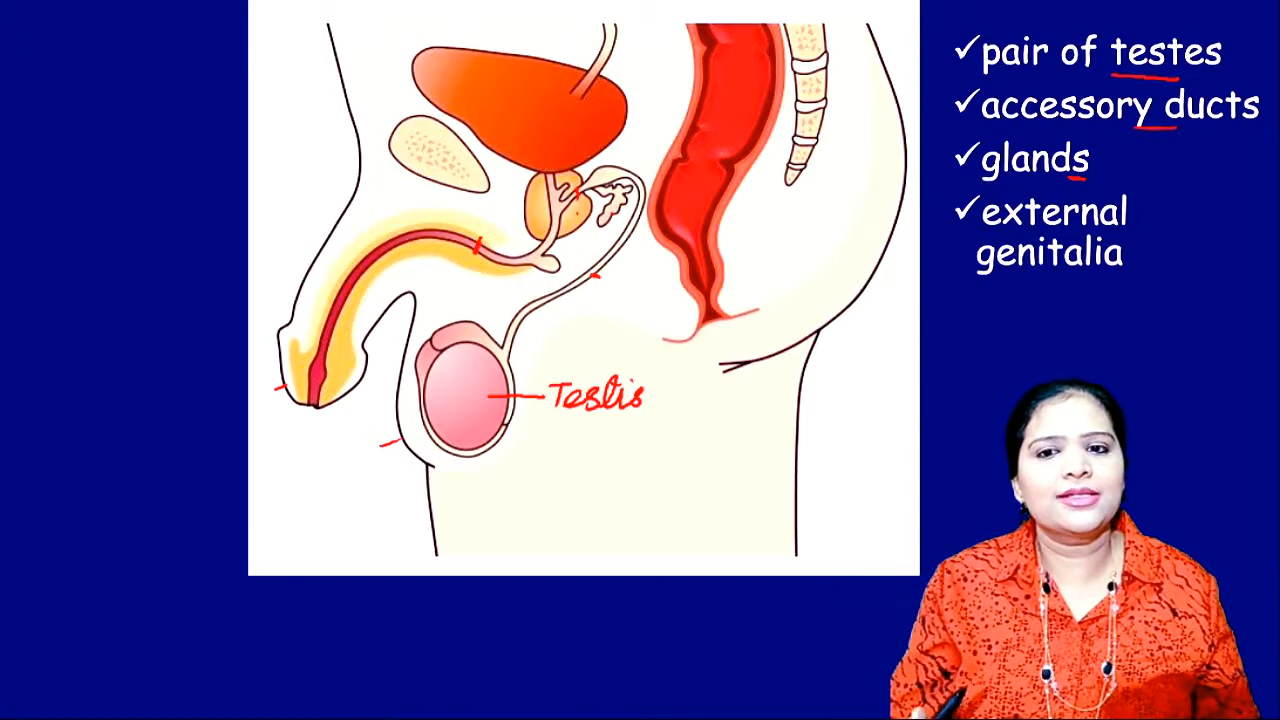 ✓pair of testes
✓accessory ducts
✓glands
✓external
genitalia
Testis